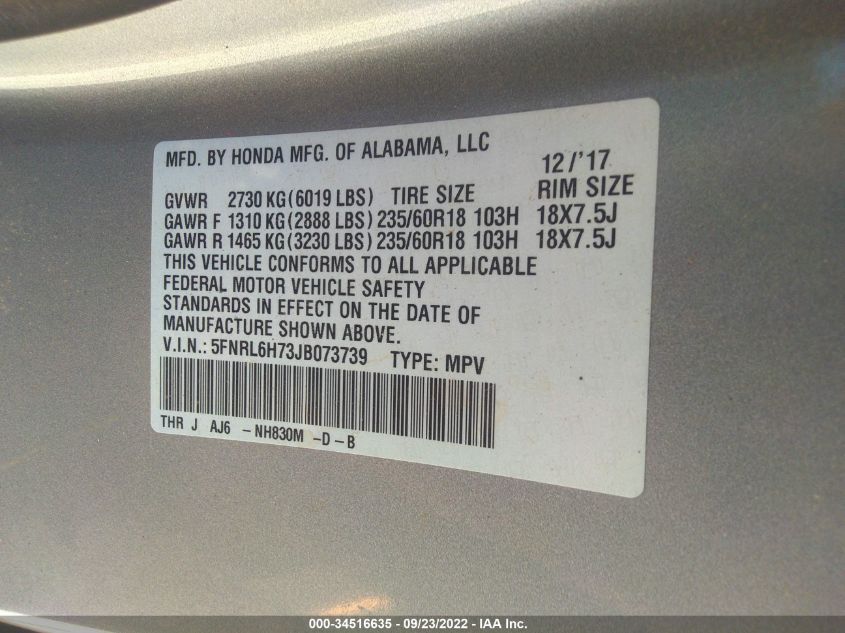 MFD. BY HONDA MFG. OF ALABAMA, LLC 12/'17
GVWR 2730 KG(6019 LBS) TIRE SIZE RIM SIZE
GAWR F 1310 KG(2888 LBS) 235/60R18 103H 18X7.5J
GAWR R 1465 KG(3230 LBS) 235/60R18 103H 18X7.5J
THIS VEHICLE CONFORMS TO ALL APPLICABLE
FEDERAL MOTOR VEHICLE SAFETY
STANDARDS IN EFFECT ON THE DATE OF
MANUFACTURE SHOWN ABOVE.
V.I.N.: 5FNRL6H73JB073739 TYPE: MPV
THR J AJ6 -NH830M -D-B
000-34516635 - 09/23/2022 - IAA Inc.